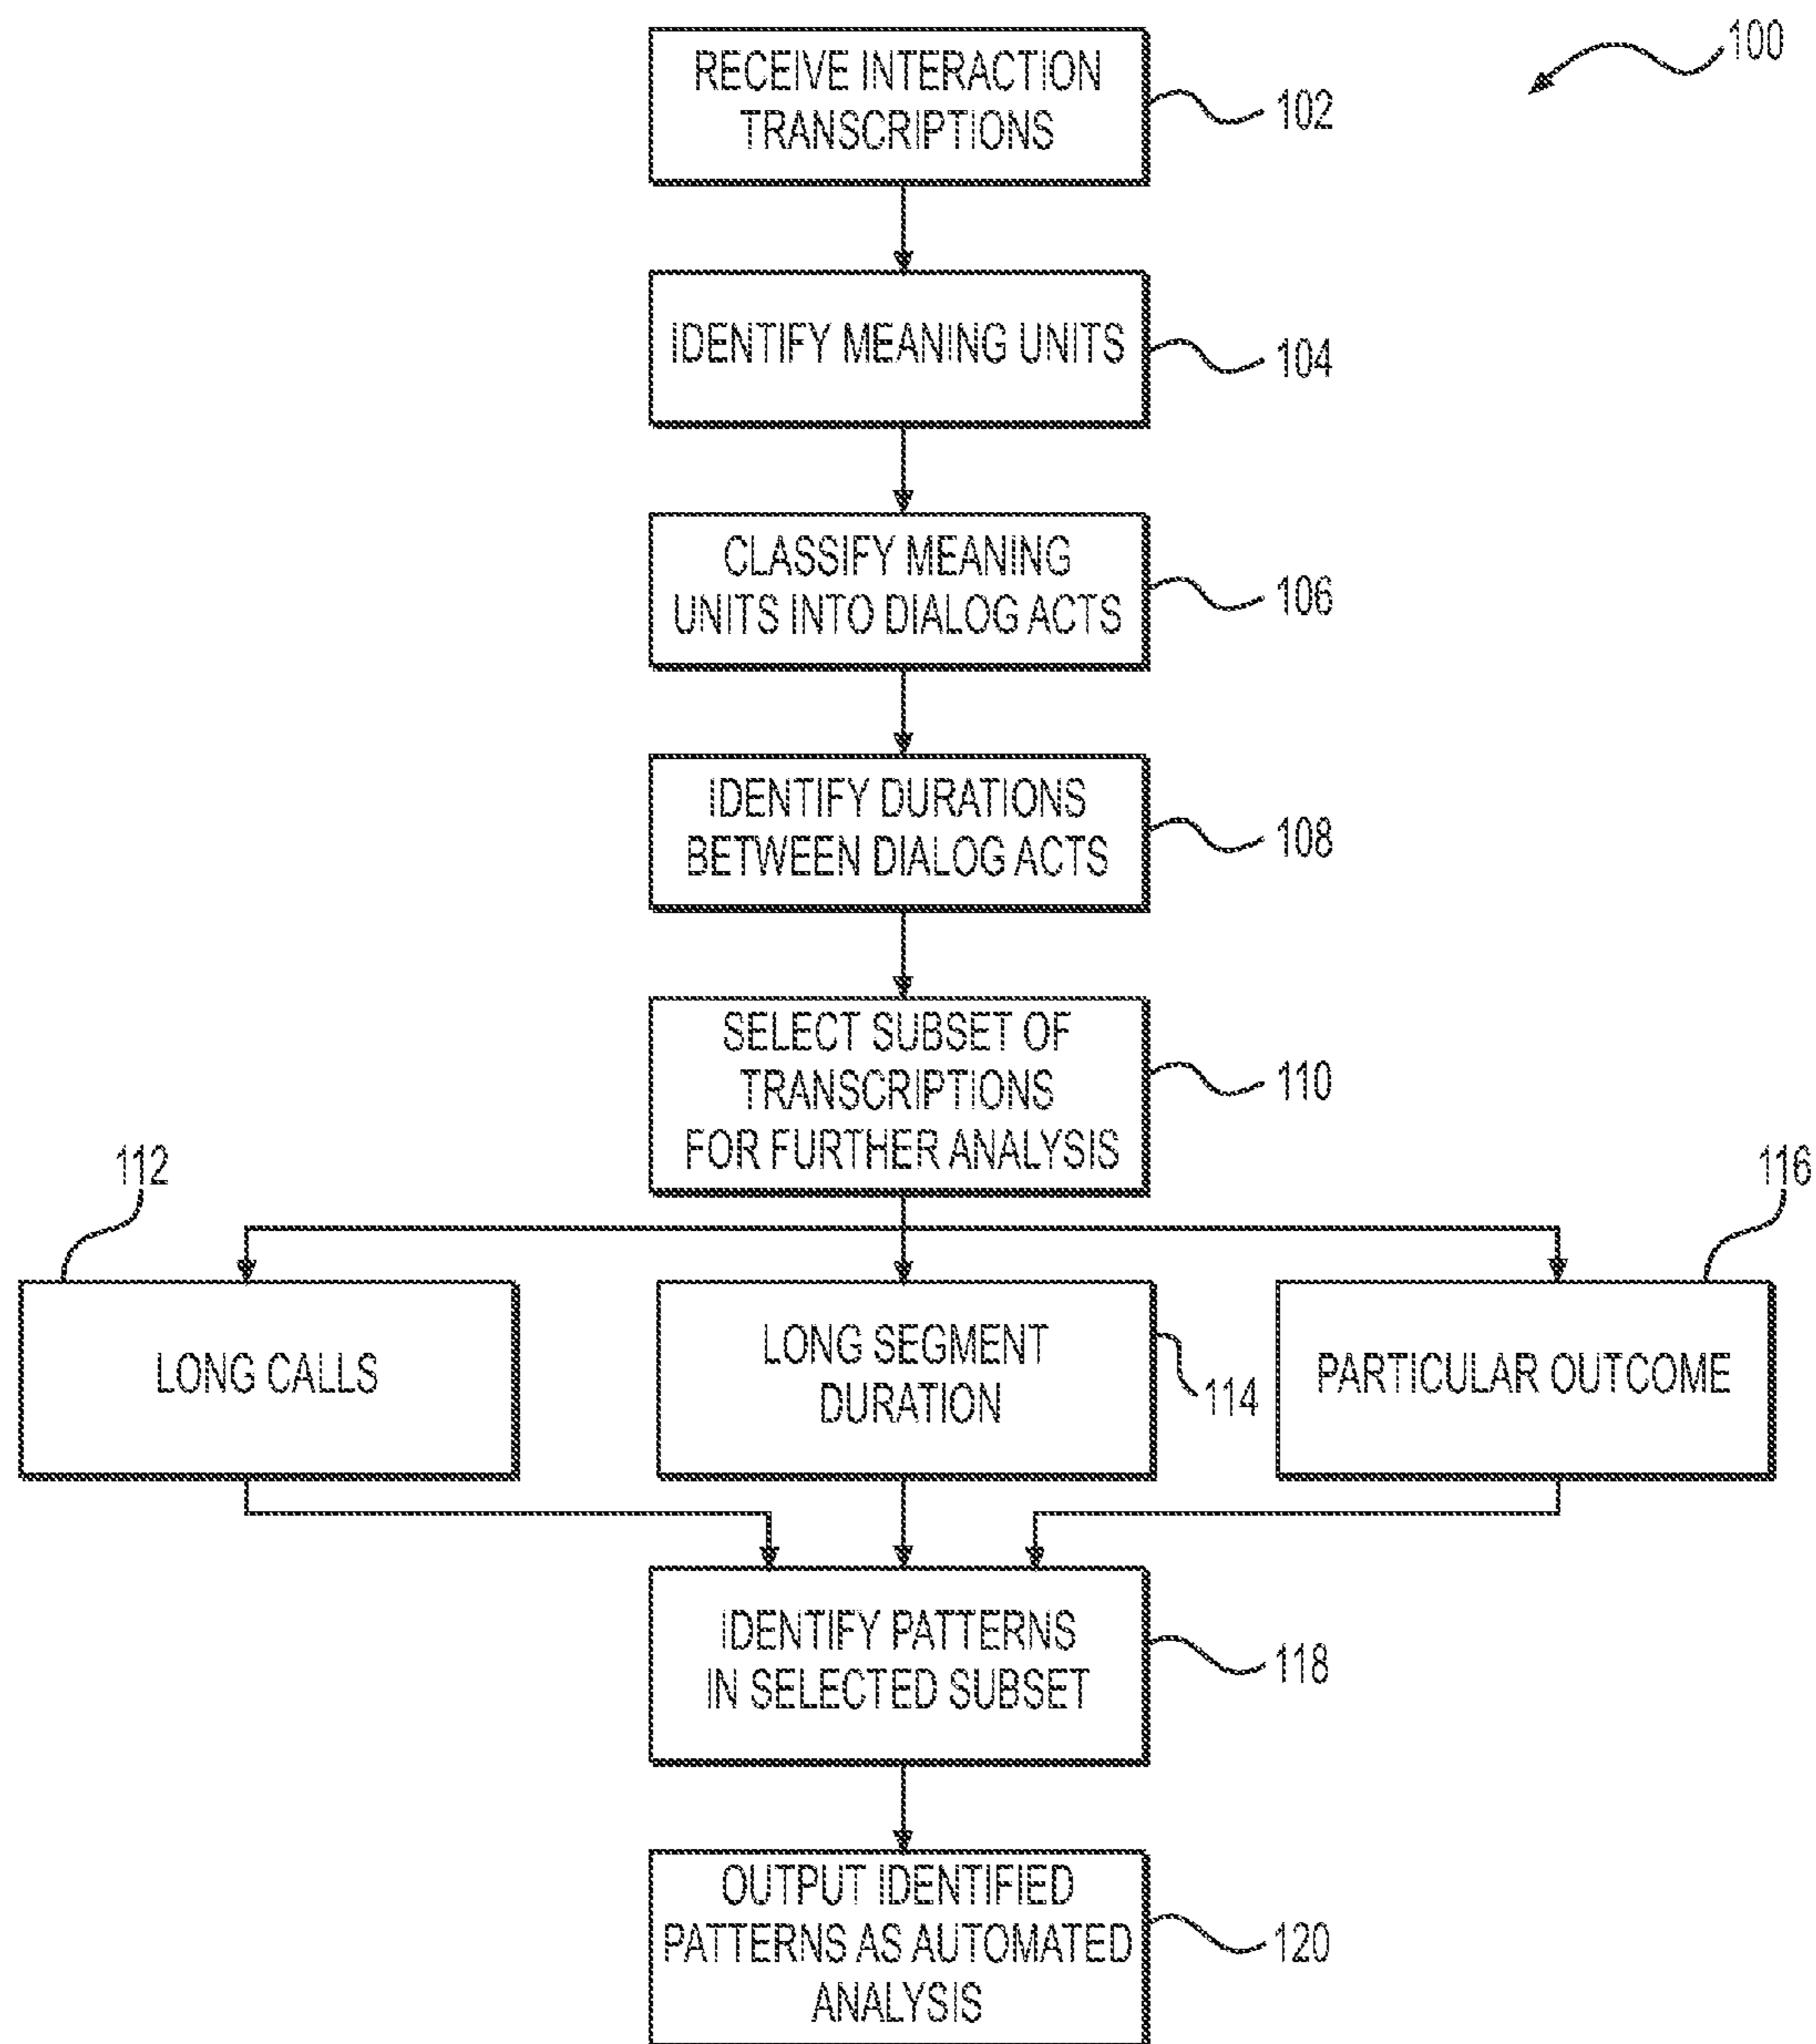 100
RECEIVE INTERACTION
TRANSCRIPTIONS
102
IDENTIFY MEANING UNITS
104
CLASSIFY MEANING
UNITS INTO DIALOG ACTS
106
IDENTIFY DURATIONS
BETWEEN DIALOG ACTS
108
SELECT SUBSET OF
TRANSCRIPTIONS
FOR FURTHER ANALYSIS
110
112
116
LONG CALLS
LONG SEGMENT
DURATION
114
PARTICULAR OUTCOME
IDENTIFY PATTERNS
IN SELECTED SUBSET
118
OUTPUT IDENTIFIED
PATTERNS AS AUTOMATED
ANALYSIS
120